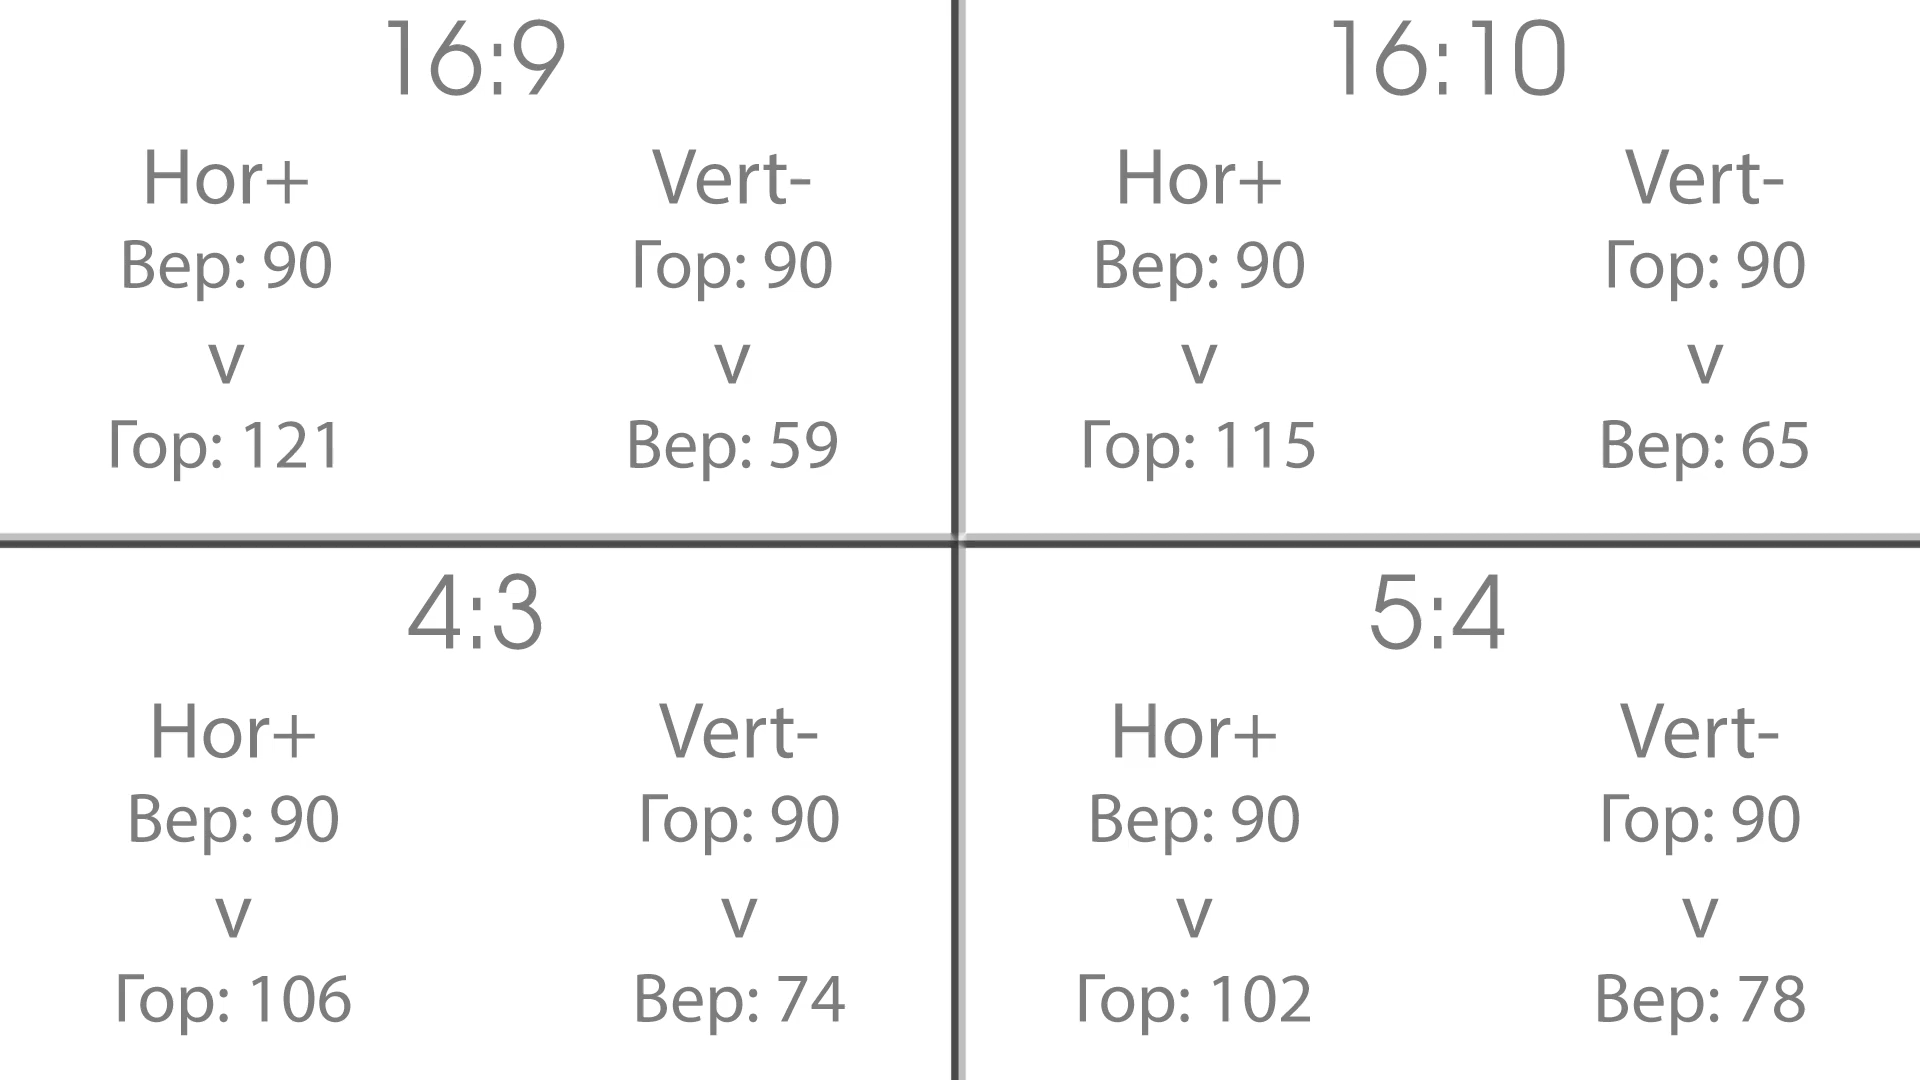 16:9
Hor+
Вер: 90
v
Гор: 121
Vert-
Гор: 90
v
Вер: 59
16:10
Hor+
Вер: 90
v
Гор: 115
Vert-
Гор: 90
v
Вер: 65
4:3
Hor+
Вер: 90
v
Гор: 106
Vert-
Гор: 90
v
Вер: 74
5:4
Hor+
Вер: 90
v
Гор: 102
Vert-
Гор: 90
v
Вер: 78